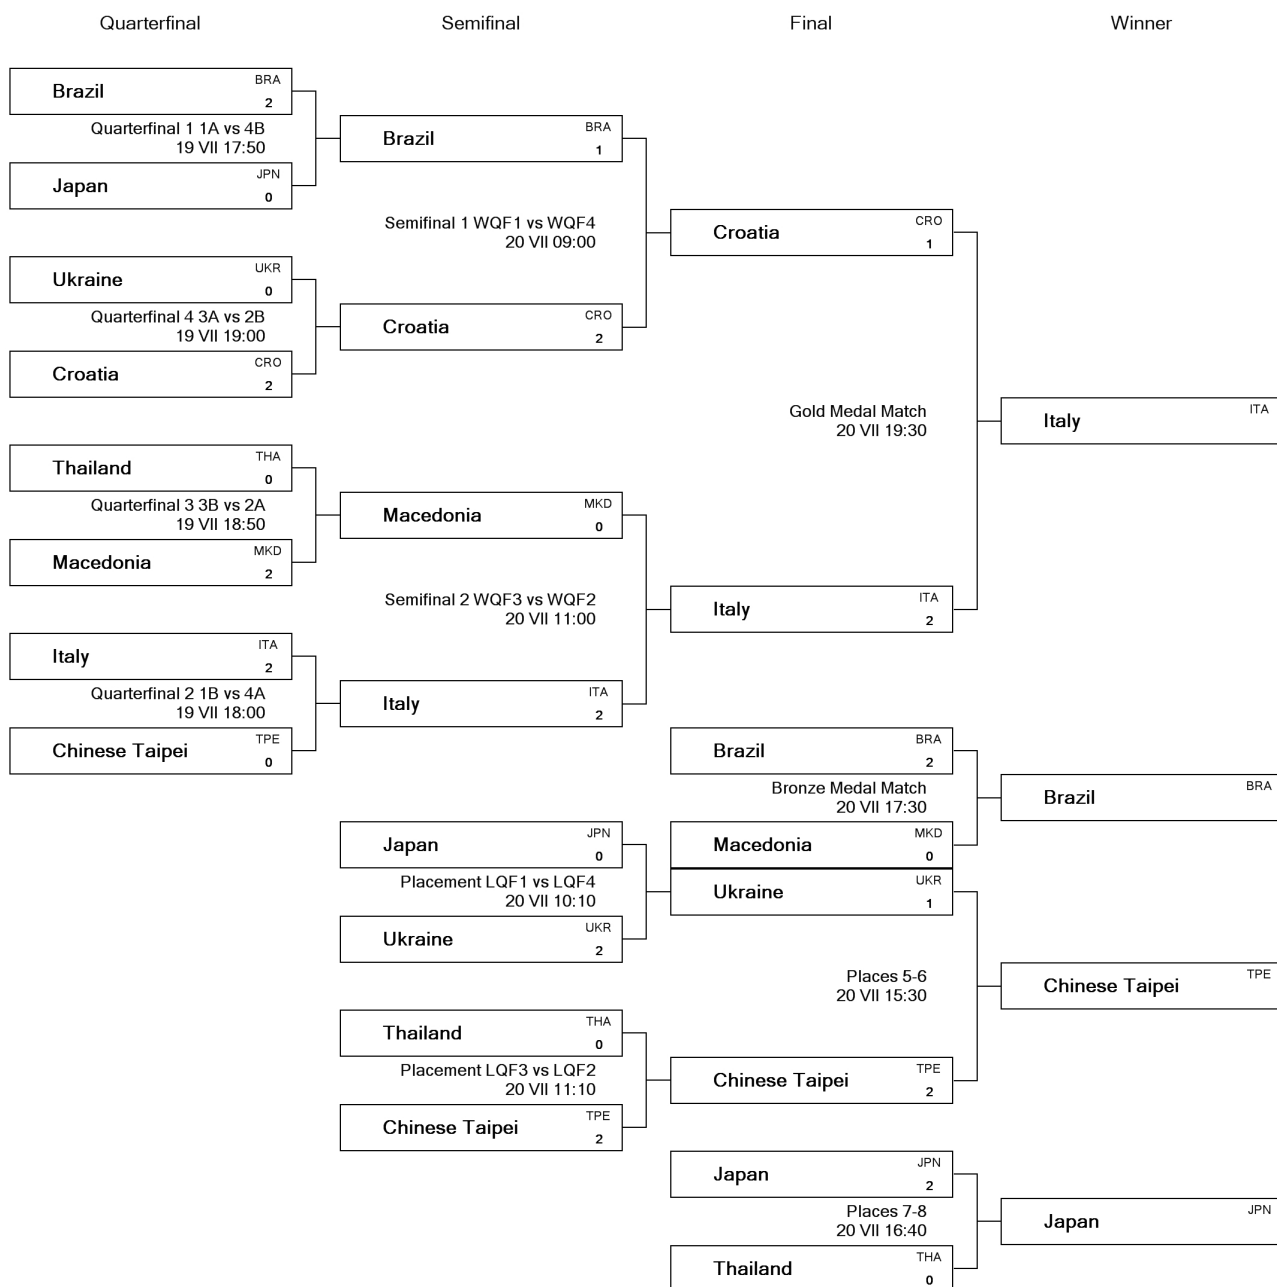 Quarterfinal Semifinal Final Winner
Brazil BRA
2
Quarterfinal 1 1A vs 4B
19 VII 17:50
Japan JPN
0
Ukraine UKR
0
Quarterfinal 4 3A vs 2B
19 VII 19:00
Croatia CRO
2
Thailand THA
0
Quarterfinal 3 3B vs 2A
19 VII 18:50
Macedonia MKD
2
Italy ITA
2
Quarterfinal 2 1B vs 4A
19 VII 18:00
Chinese Taipei TPE
0
Brazil BRA
1
Semifinal 1 WQF1 vs WQF4
20 VII 09:00
Croatia CRO
2
Macedonia MKD
0
Semifinal 2 WQF3 vs WQF2
20 VII 11:00
Italy ITA
2
Japan JPN
0
Placement LQF1 vs LQF4
20 VII 10:10
Ukraine UKR
2
Thailand THA
0
Placement LQF3 vs LQF2
20 VII 11:10
Chinese Taipei TPE
2
Croatia CRO
1
Gold Medal Match
20 VII 19:30
Italy ITA
2
Brazil BRA
2
Bronze Medal Match
20 VII 17:30
Macedonia MKD
0
Ukraine UKR
1
Places 5-6
20 VII 15:30
Chinese Taipei TPE
2
Japan JPN
2
Places 7-8
20 VII 16:40
Thailand THA
0
Italy ITA
Brazil BRA
Chinese Taipei TPE
Japan JPN